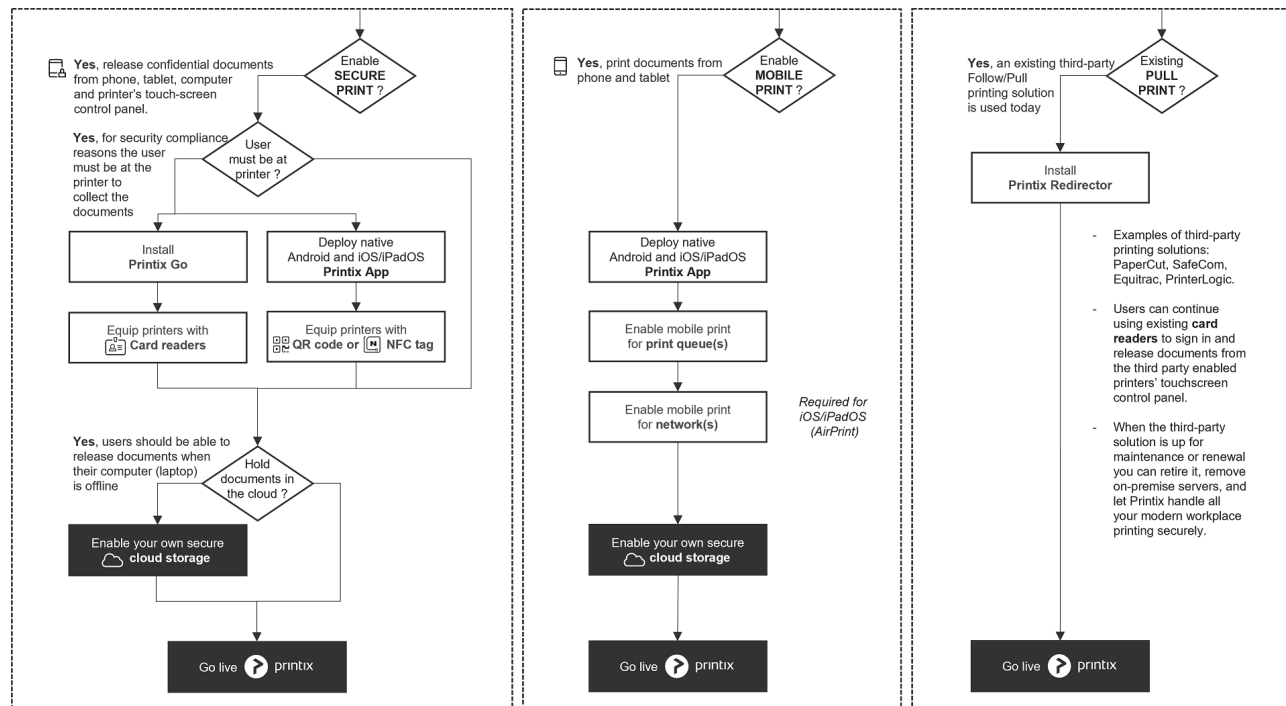 Yes, release confidential documents
from phone, tablet, computer
and printer's touch-screen
control panel.
Enable
SECURE
PRINT ?
Yes, for security compliance
reasons the user
must be at the
printer to
collect the
documents
User
must be at
printer ?
Install
Printix Go
Deploy native
Android and iOS/iPadOS
Printix App
Equip printers with
Card readers
Equip printers with
QR code or N NFC tag
Yes, users should be able to
release documents when
their computer (laptop)
is offline
Hold
documents in
the cloud ?
Enable your own secure
cloud storage
Go live printix
Yes, print documents from
phone and tablet
Enable
MOBILE
PRINT ?
Deploy native
Android and iOS/iPadOS
Printix App
Enable mobile print
for print queue(s)
Enable mobile print
for network(s)
Required for
iOS/iPadOS
(AirPrint)
Enable your own secure
cloud storage
Go live printix
Yes, an existing third-party
Follow/Pull
printing solution
is used today
Existing
PULL
PRINT ?
Install
Printix Redirector
- Examples of third-party
printing solutions:
PaperCut, SafeCom,
Equitrac, PrinterLogic.
- Users can continue
using existing card
readers to sign in and
release documents from
the third party enabled
printers' touchscreen
control panel.
- When the third-party
solution is up for
maintenance or renewal
you can retire it, remove
on-premise servers, and
let Printix handle all
your modern workplace
printing securely.
Go live printix